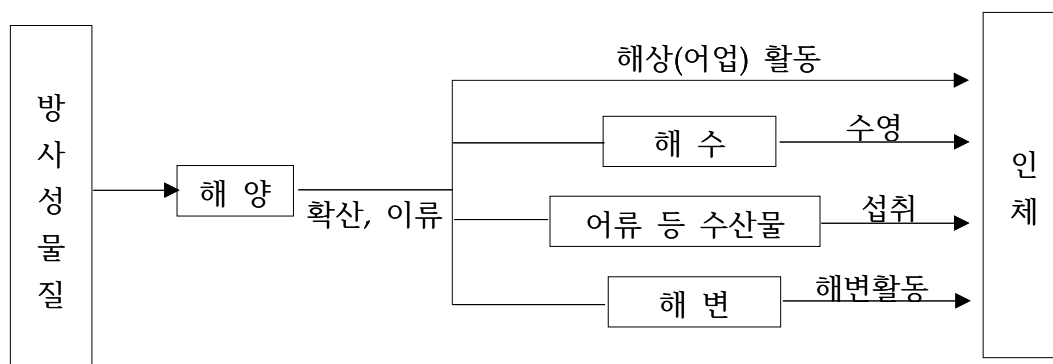 방사성물질
해 양
확산, 이류
해상(어업) 활동
해 수
수영
어류 등 수산물
섭취
해 변
해변활동
인체